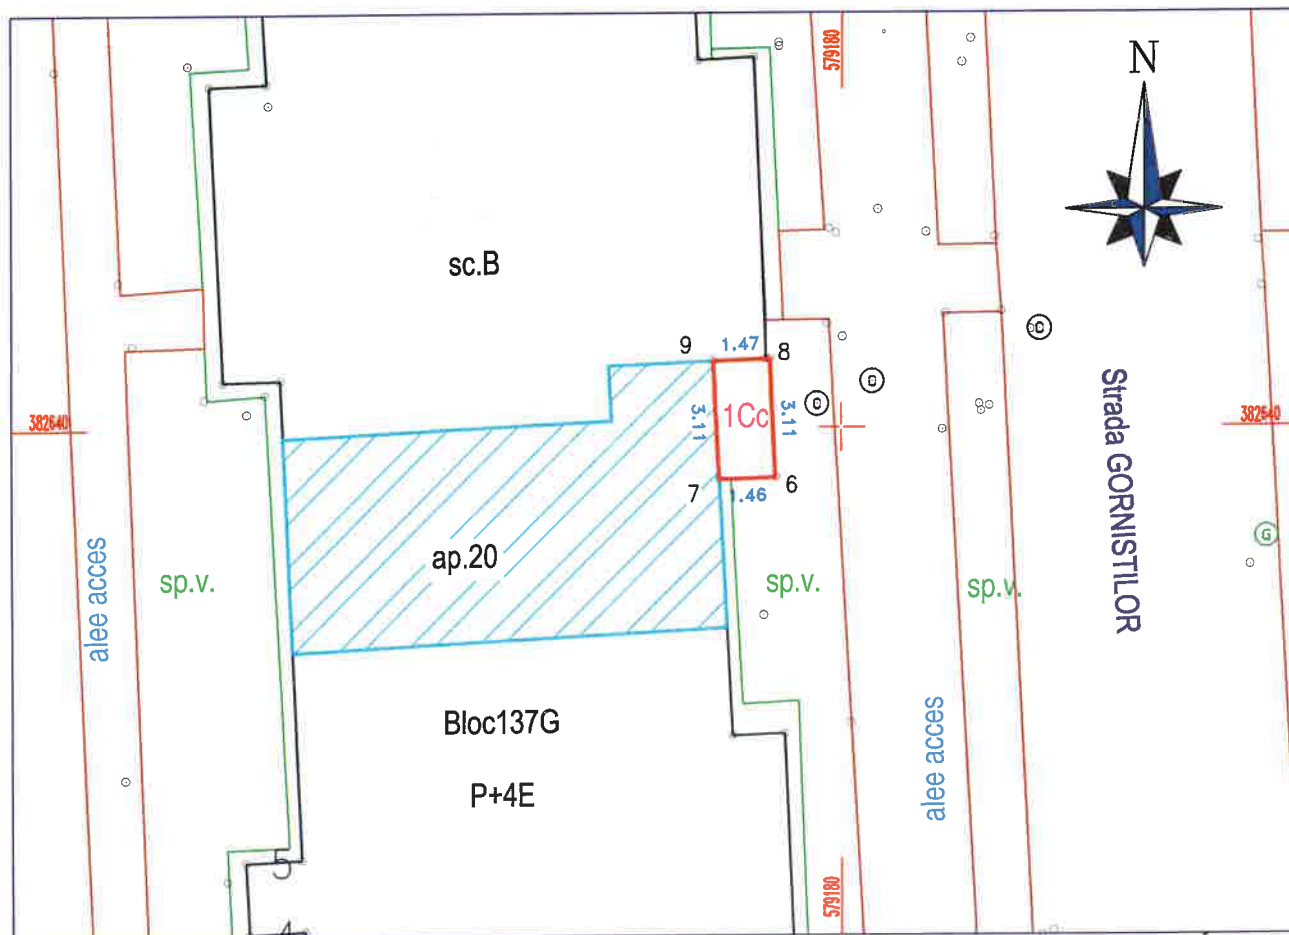 579180
N
sc.B
9
1.47
8
382640
3.11
1Cc
3.11
382640
7
1.46
6
Strada GORNISTILOR
ap.20
G
alee acces
sp.v.
sp.v.
sp.v.
Bloc137G
alee acces
P+4E
579180